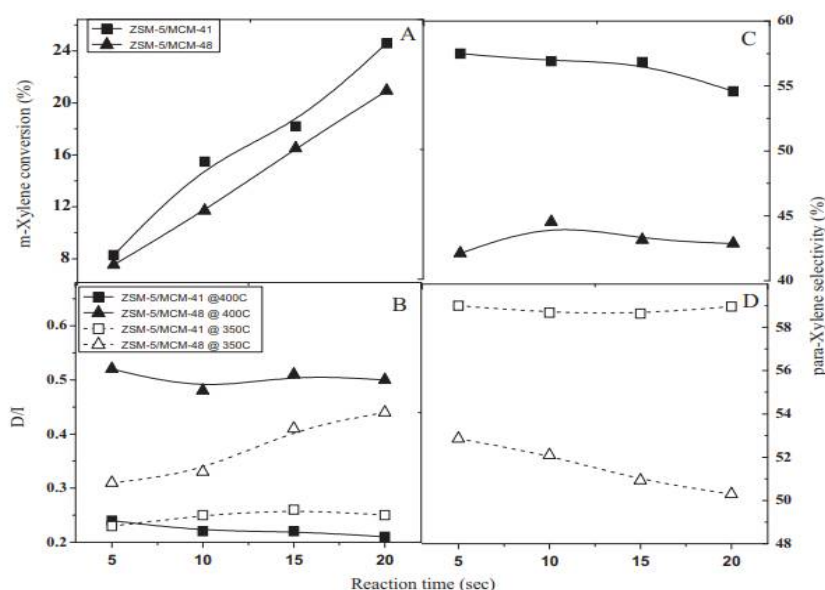 ZSM-5/MCM-41
ZSM-5/MCM-48
A
24
20
16
12
8
m-Xylene conversion (%)
C
60
55
50
45
40
ZSM-5/MCM-41 @400C
ZSM-5/MCM-48 @ 400C
ZSM-5/MCM-41 @ 350C
ZSM-5/MCM-48 @ 350C
B
0.6
0.5
0.4
0.3
0.2
D/I
D
58
56
54
52
50
48
para-Xylene selectivity (%)
5 10 15 20 5 10 15 20
Reaction time (sec)